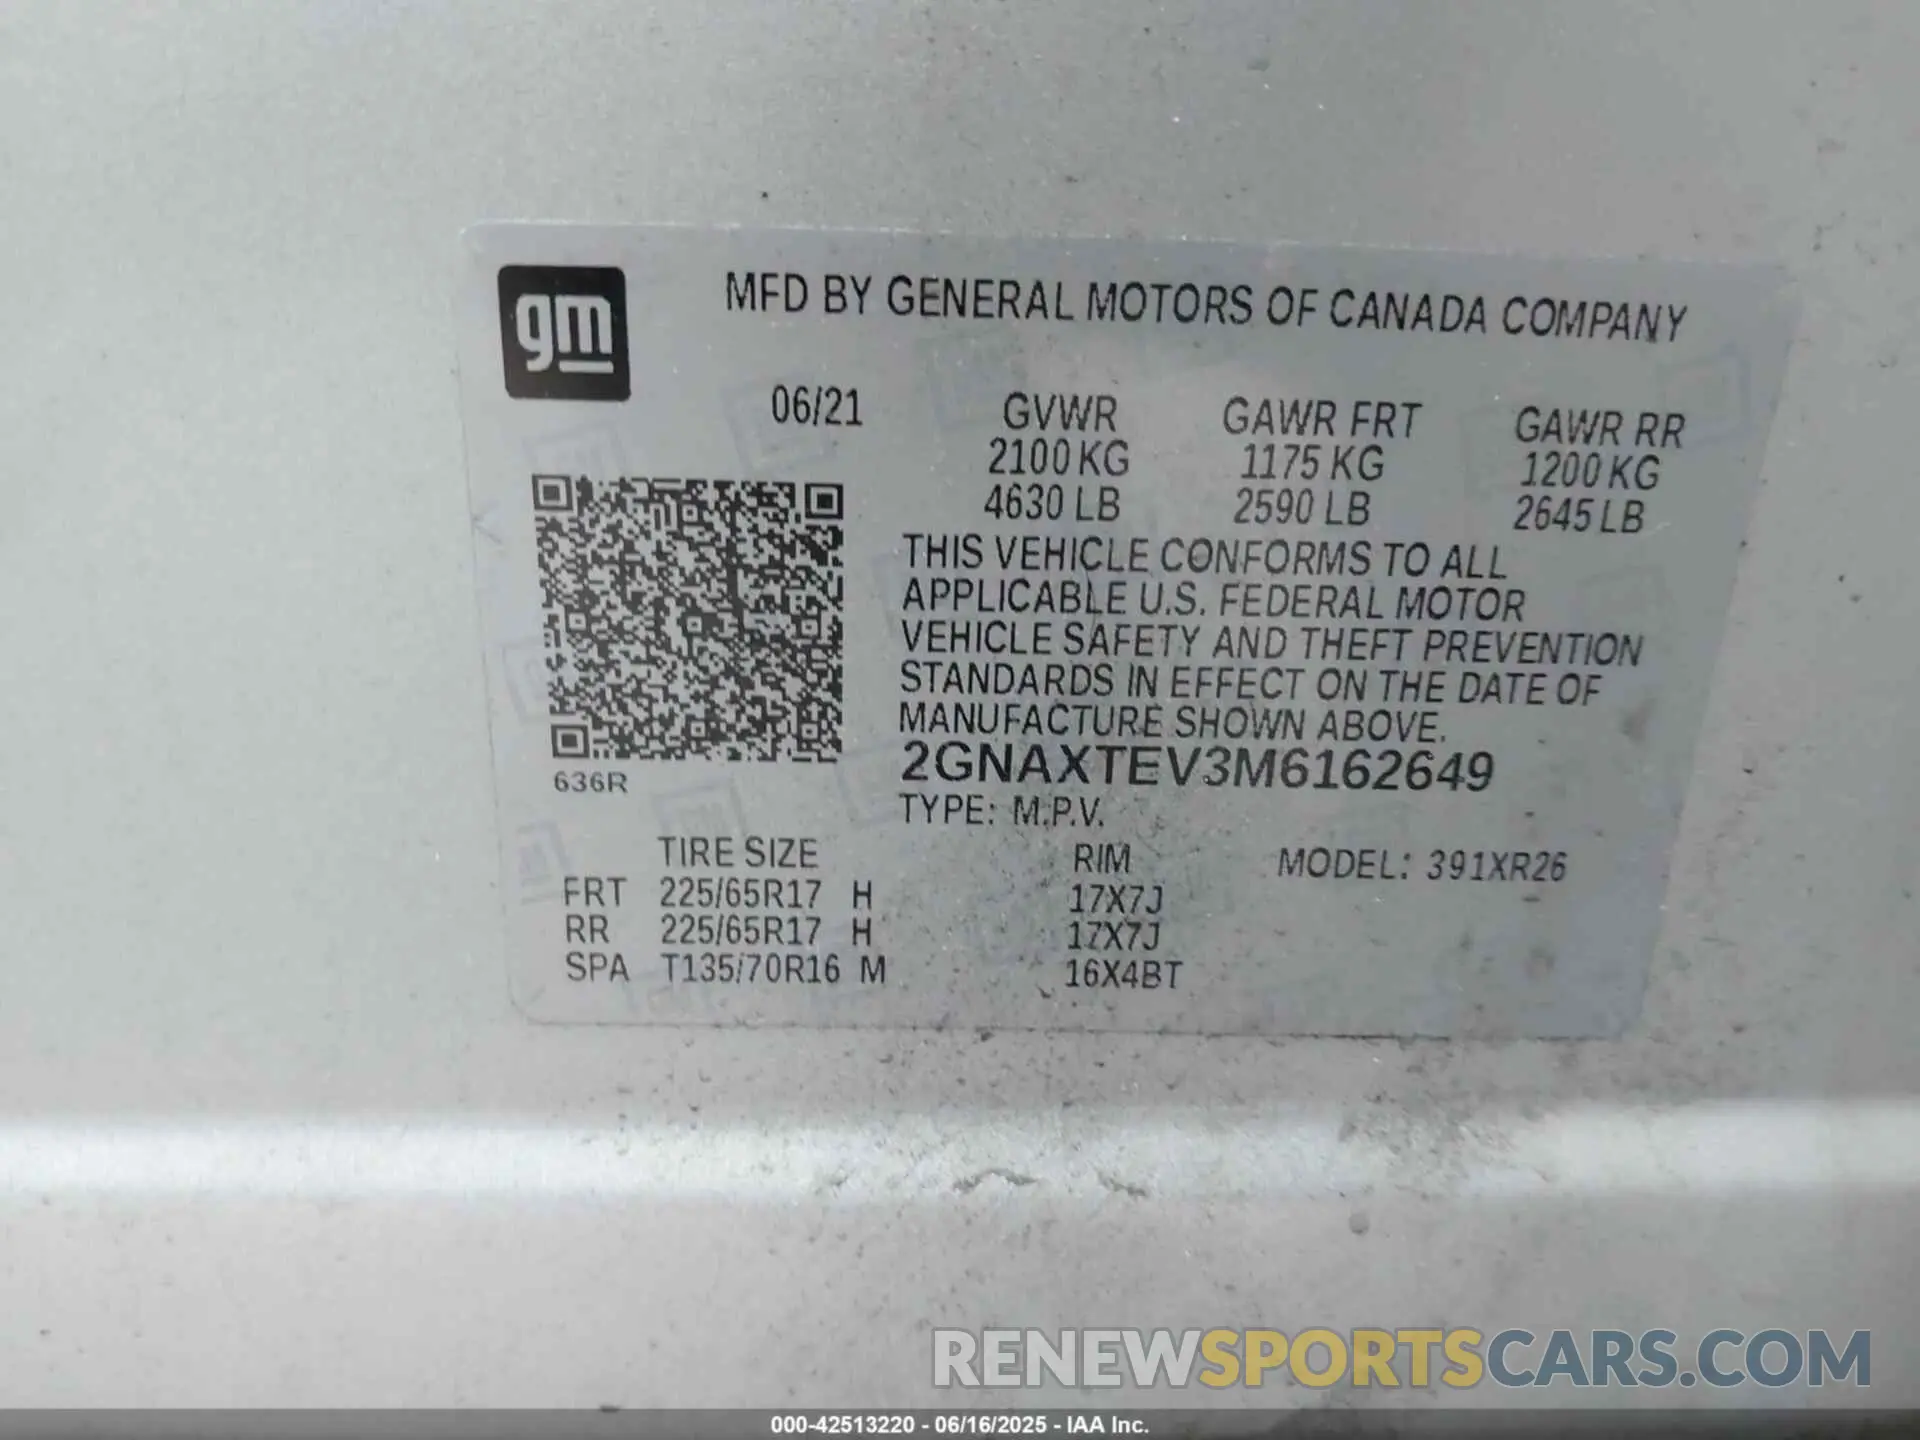 gm
MFD BY GENERAL MOTORS OF CANADA COMPANY
06/21 GVWR GAWR FRT GAWR RR
2100 KG 1175 KG 1200 KG
4630 LB 2590 LB 2645 LB
THIS VEHICLE CONFORMS TO ALL
APPLICABLE U.S. FEDERAL MOTOR
VEHICLE SAFETY AND THEFT PREVENTION
STANDARDS IN EFFECT ON THE DATE OF
MANUFACTURE SHOWN ABOVE.
2GNAXTEV3M6162649
636R
TYPE: M.P.V.
TIRE SIZE RIM MODEL: 391XR26
FRT 225/65R17 H 17X7J
RR 225/65R17 H 17X7J
SPA T135/70R16 M 16X4BT
RENEWSPORTSCARS.COM
000-42513220 - 06/16/2025 - IAA Inc.